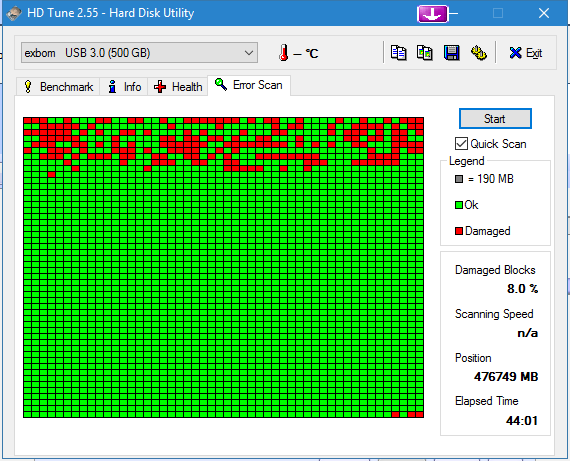 HD Tune 2.55 - Hard Disk Utility
exbom USB 3.0 (500 GB)
– °C
Exit
Benchmark
Info
Health
Error Scan
Start
Quick Scan
Legend
= 190 MB
Ok
Damaged
Damaged Blocks
8.0 %
Scanning Speed
n/a
Position
476749 MB
Elapsed Time
44:01